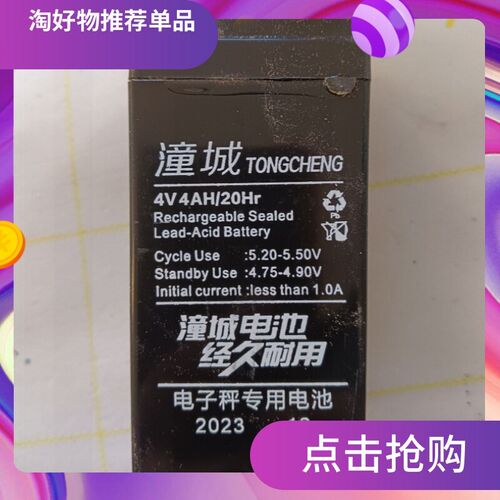 淘好物推荐单品
潼城 TONGCHENG
4V 4AH/20Hr
Rechargeable Sealed
Lead-Acid Battery
Pb
Cycle Use :5.20-5.50V
Standby Use :4.75-4.90V
Initial current :less than 1.0A
潼城电池
经久耐用
电子秤专用电池
2023
点击抢购